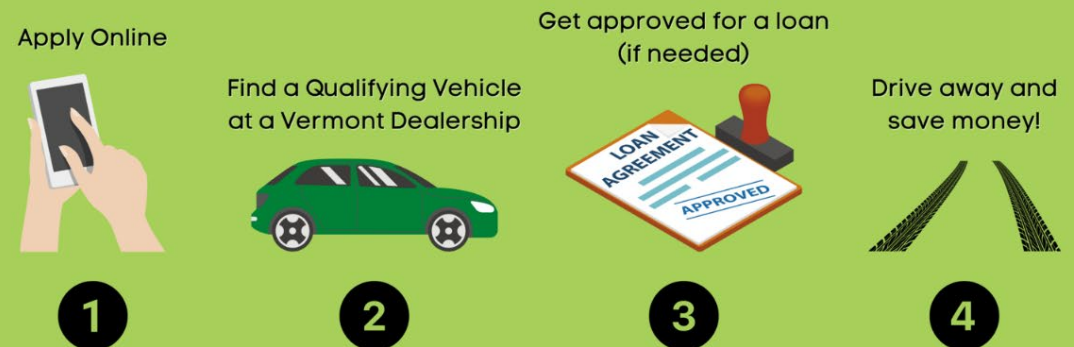 Apply Online
Find a Qualifying Vehicle
at a Vermont Dealership
Get approved for a loan
(if needed)
LOAN
AGREEMENT
APPROVED
Drive away and
save money!
1
2
3
4